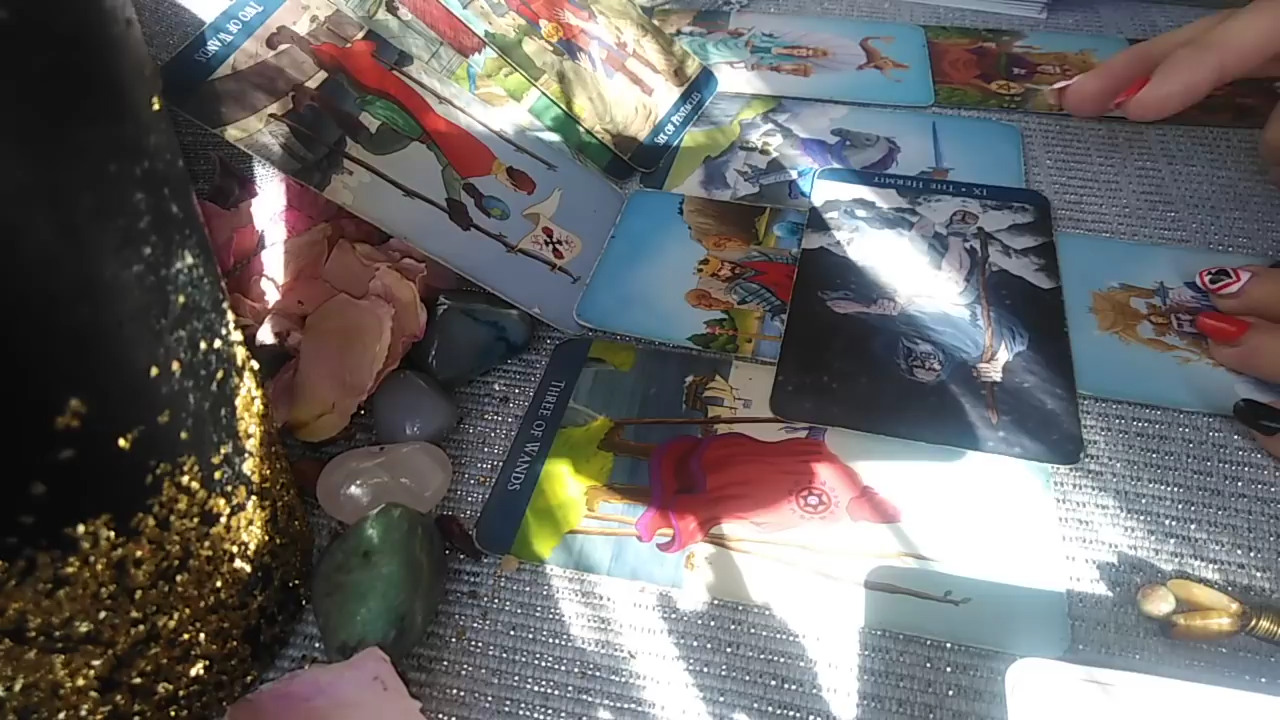 TWO OF WANDS
SIX OF PENTACLES
IX • THE HERMIT
THREE OF WANDS